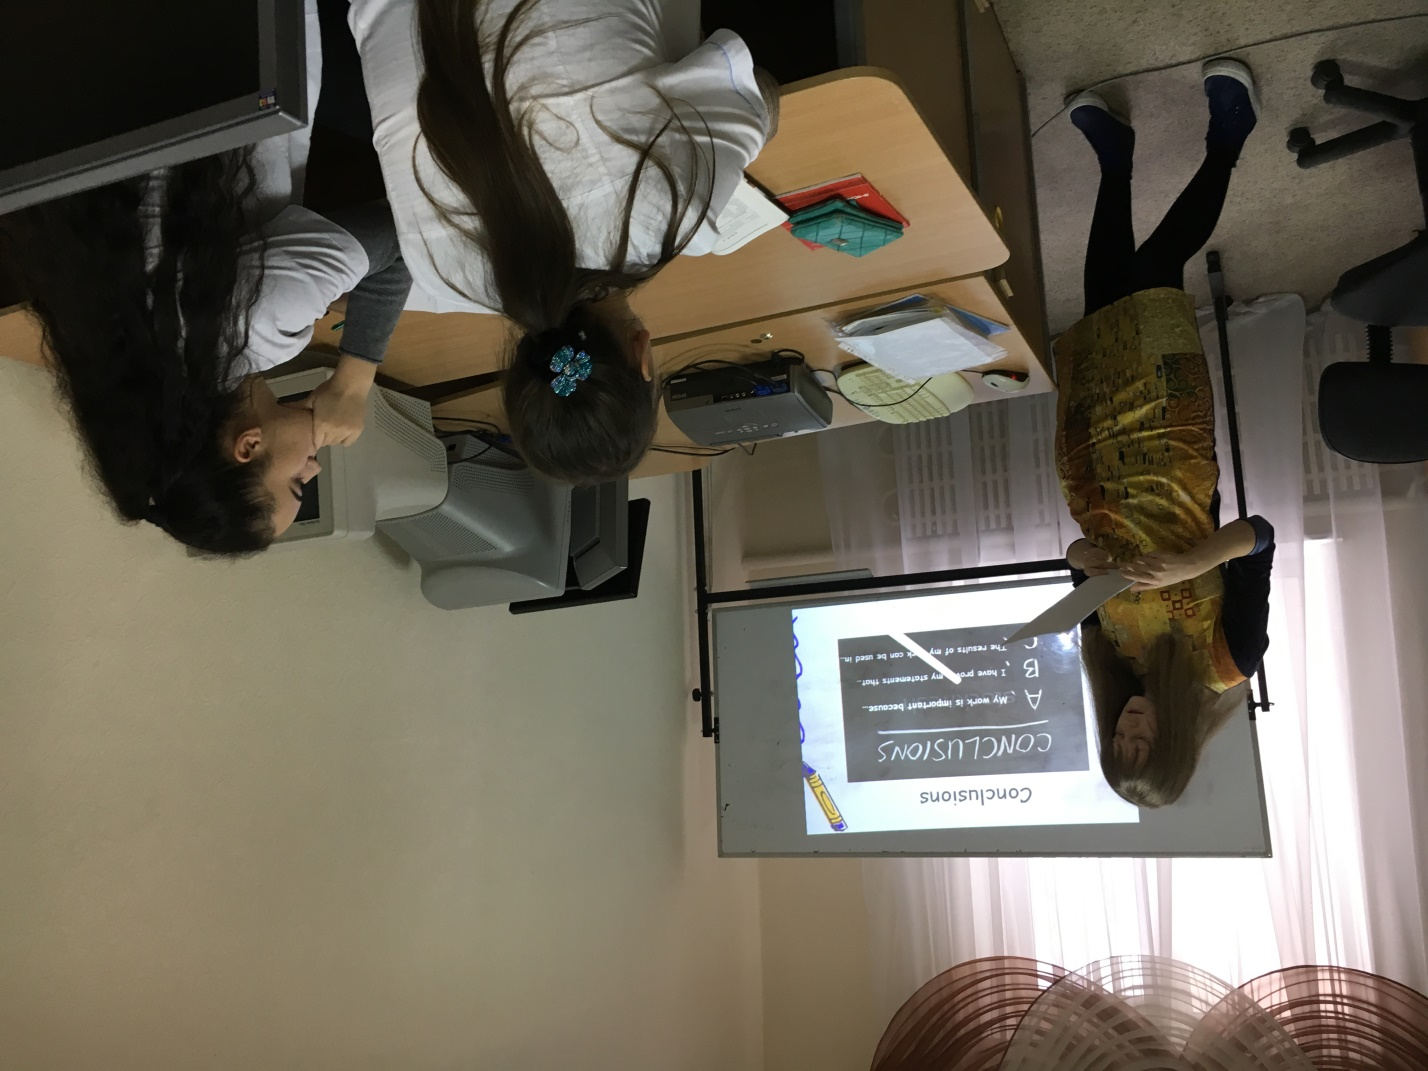 Conclusions
CONCLUSIONS
A My work is important because...
B I have my statements that...
C The results of my can be used in...